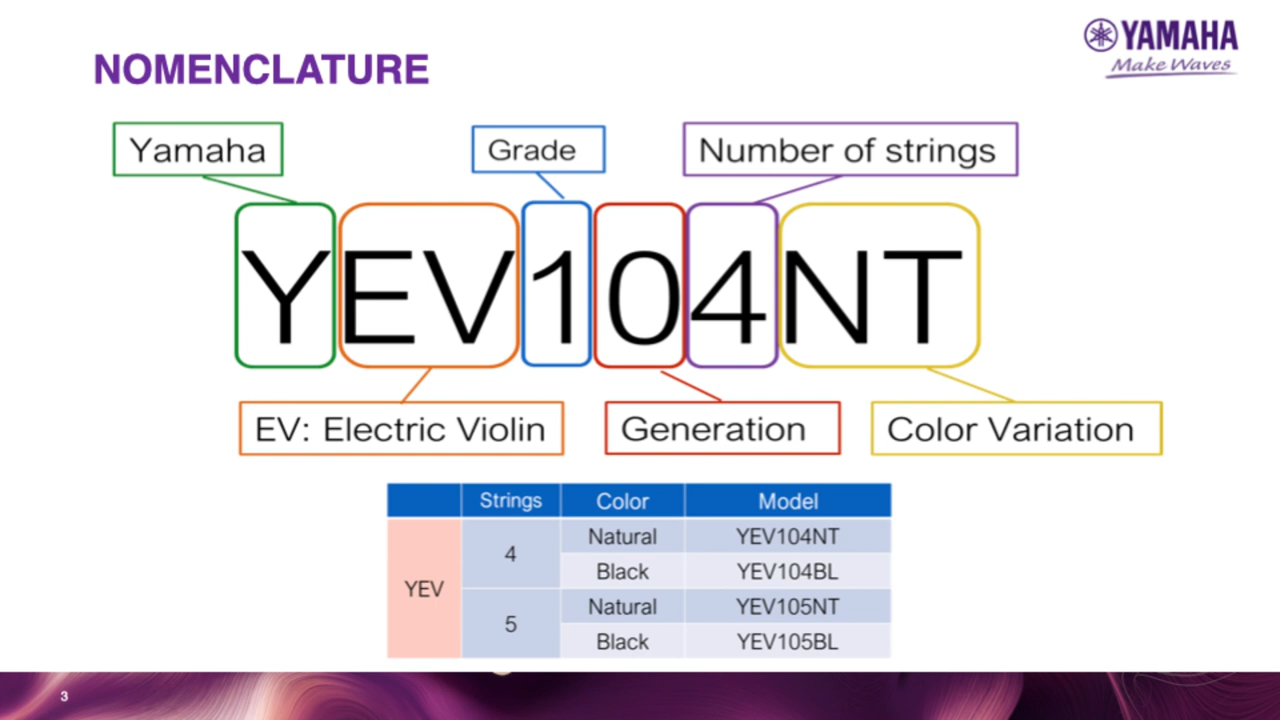 YAMAHA
Make Waves
NOMENCLATURE
Yamaha
Grade
Number of strings
YEV104NT
EV: Electric Violin
Generation
Color Variation
Strings Color Model
YEV
4
Natural YEV104NT
Black YEV104BL
5
Natural YEV105NT
Black YEV105BL
3